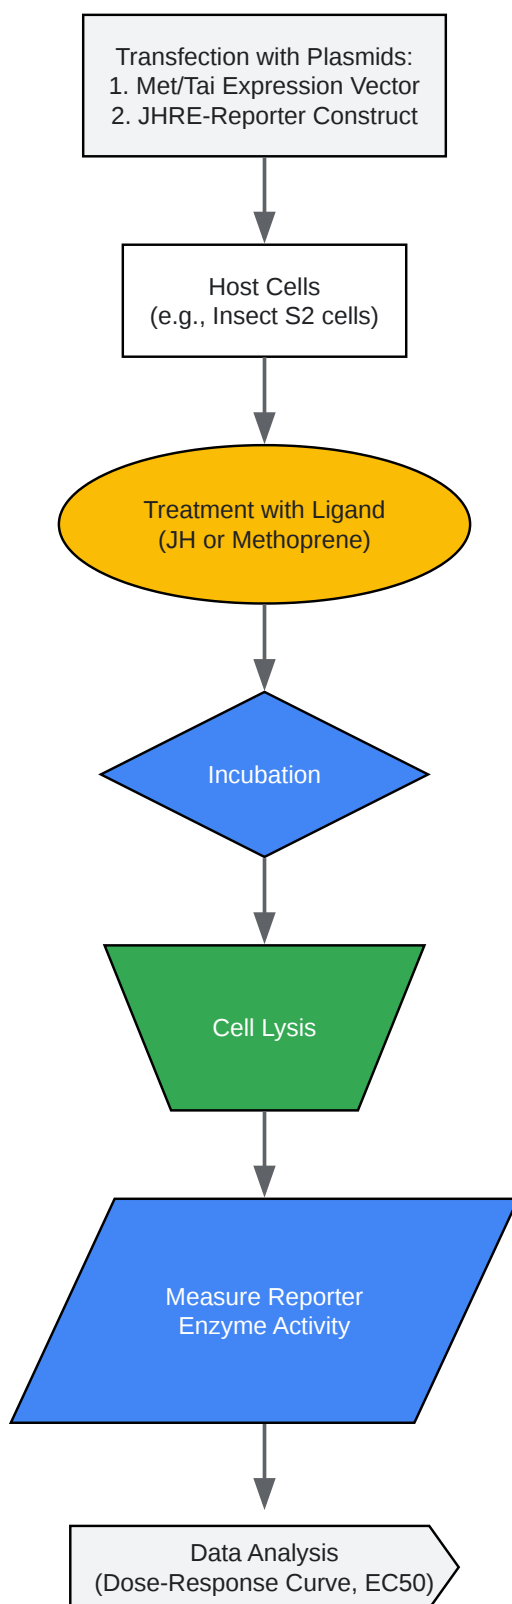 Transfection with Plasmids:
1. Met/Tai Expression Vector
2. JHRE-Reporter Construct
Host Cells
(e.g., Insect S2 cells)
Treatment with Ligand
(JH or Methoprene)
Incubation
Cell Lysis
Measure Reporter
Enzyme Activity
Data Analysis
(Dose-Response Curve, EC50)